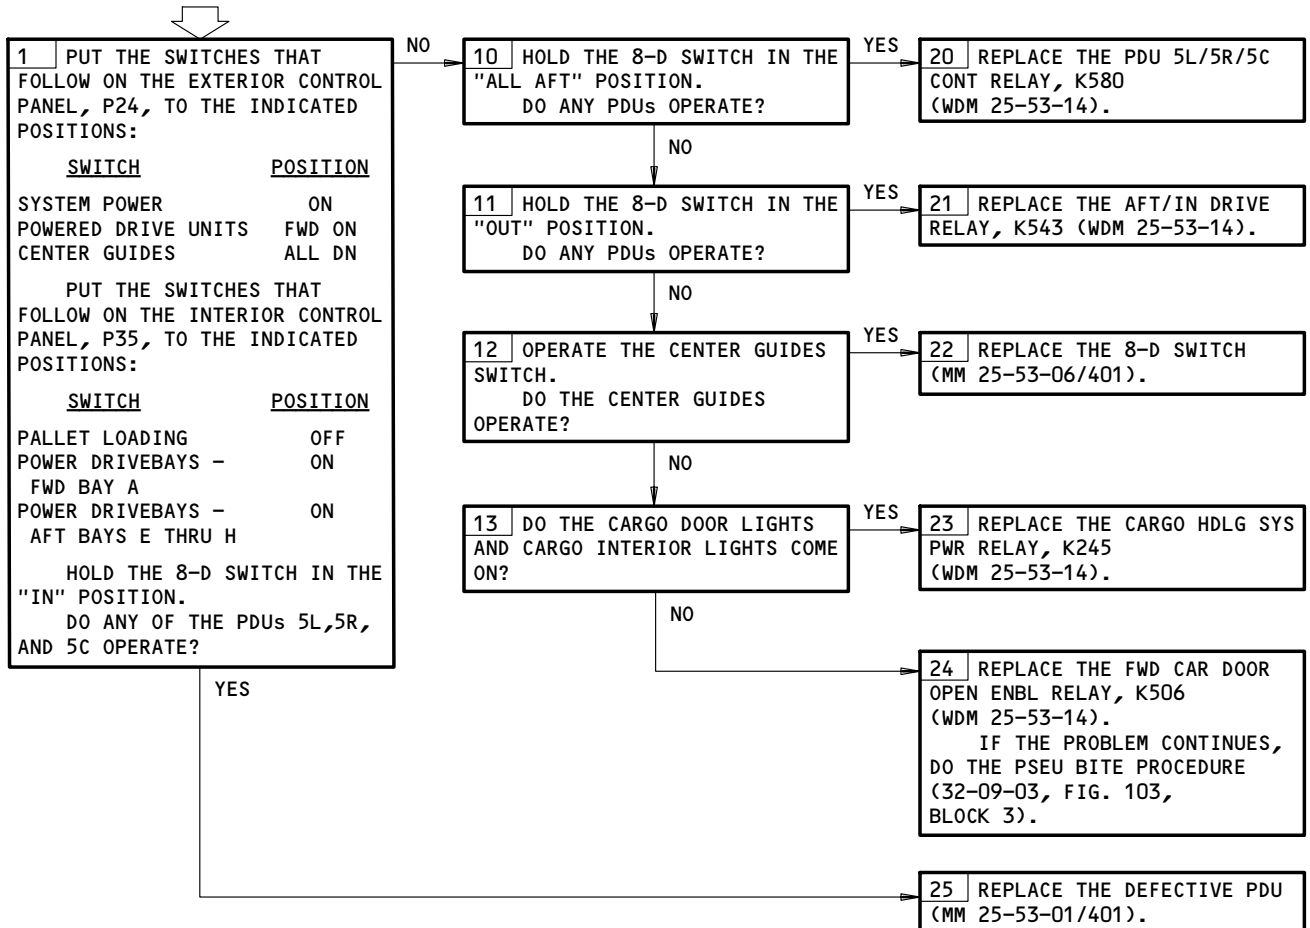 1 PUT THE SWITCHES THAT
FOLLOW ON THE EXTERIOR CONTROL
PANEL, P24, TO THE INDICATED
POSITIONS:
SWITCH POSITION
SYSTEM POWER ON
POWERED DRIVE UNITS FWD ON
CENTER GUIDES ALL DN
PUT THE SWITCHES THAT
FOLLOW ON THE INTERIOR CONTROL
PANEL, P35, TO THE INDICATED
POSITIONS:
SWITCH POSITION
PALLET LOADING OFF
POWER DRIVEBAYS – ON
FWD BAY A
POWER DRIVEBAYS – ON
AFT BAYS E THRU H
HOLD THE 8-D SWITCH IN THE
"IN" POSITION.
DO ANY OF THE PDUs 5L,5R,
AND 5C OPERATE?
NO
YES
10 HOLD THE 8-D SWITCH IN THE
"ALL AFT" POSITION.
DO ANY PDUs OPERATE?
YES
NO
20 REPLACE THE PDU 5L/5R/5C
CONT RELAY, K580
(WDM 25-53-14).
11 HOLD THE 8-D SWITCH IN THE
"OUT" POSITION.
DO ANY PDUs OPERATE?
YES
NO
21 REPLACE THE AFT/IN DRIVE
RELAY, K543 (WDM 25-53-14).
12 OPERATE THE CENTER GUIDES
SWITCH.
DO THE CENTER GUIDES
OPERATE?
YES
NO
22 REPLACE THE 8-D SWITCH
(MM 25-53-06/401).
13 DO THE CARGO DOOR LIGHTS
AND CARGO INTERIOR LIGHTS COME
ON?
YES
NO
23 REPLACE THE CARGO HDLG SYS
PWR RELAY, K245
(WDM 25-53-14).
24 REPLACE THE FWD CAR DOOR
OPEN ENBL RELAY, K506
(WDM 25-53-14).
IF THE PROBLEM CONTINUES,
DO THE PSEU BITE PROCEDURE
(32-09-03, FIG. 103,
BLOCK 3).
25 REPLACE THE DEFECTIVE PDU
(MM 25-53-01/401).